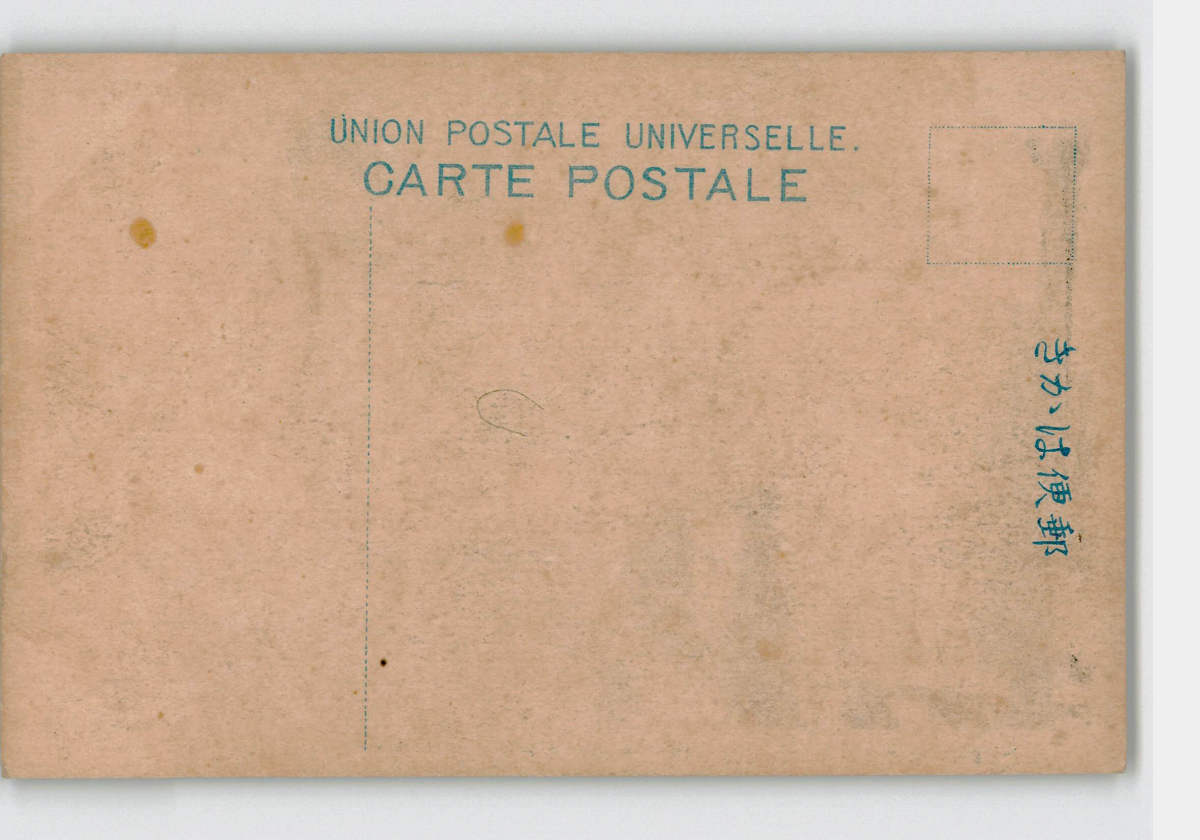 UNION POSTALE UNIVERSELLE.
CARTE POSTALE
郵便はかき